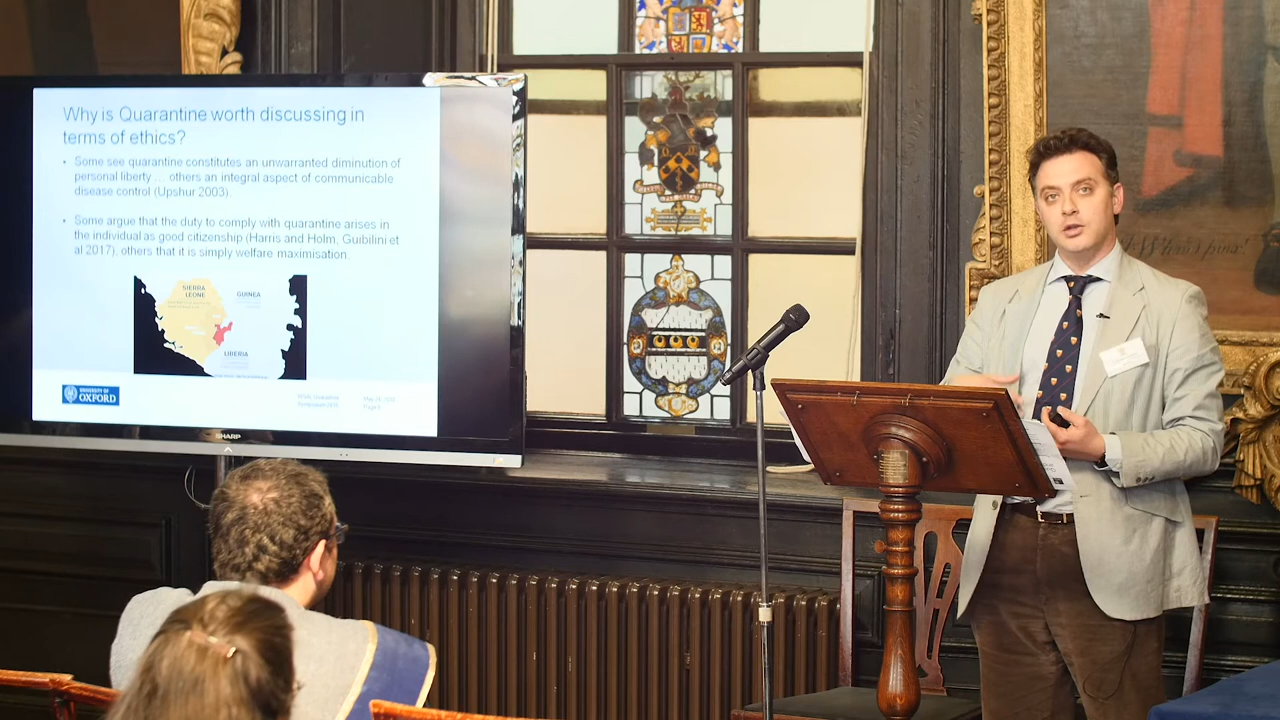 Why is Quarantine worth discussing in
terms of ethics?
• Some see quarantine constitutes an unwarranted diminution of
personal liberty … others an integral aspect of communicable
disease control (Upshur 2003).
• Some argue that the duty to comply with quarantine arises in
the individual as good citizenship (Harris and Holm, Guibilini et
al 2017), others that it is simply welfare maximisation.
SIERRA
LEONE
GUINEA
LIBERIA
UNIVERSITY OF
OXFORD
SHARP